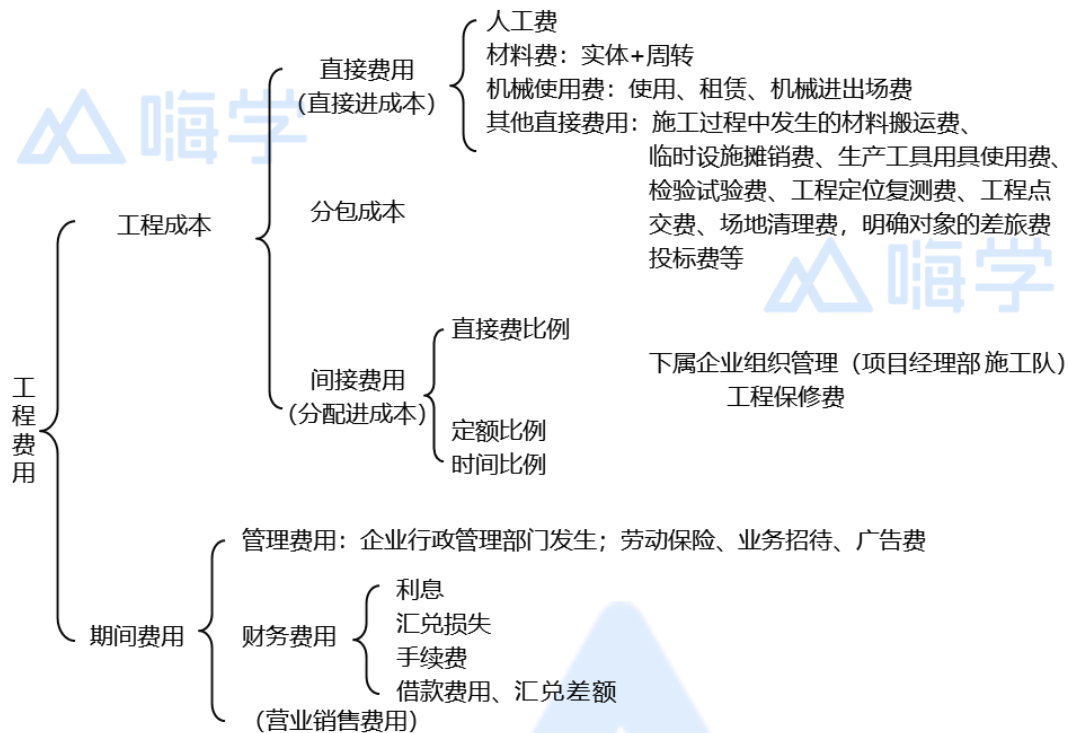 人工费
材料费：实体+周转
直接费用
（直接进成本）
机械使用费：使用、租赁、机械进出场费
其他直接费用：施工过程中发生的材料搬运费、
临时设施摊销费、生产工具用具使用费、
检验试验费、工程定位复测费、工程点
交费、场地清理费，明确对象的差旅费
投标费等
嗨学
工程成本
分包成本
嗨学
直接费比例
下属企业组织管理（项目经理部 施工队）
工程保修费
间接费用
（分配进成本）
定额比例
时间比例
工
程
费
用
管理费用：企业行政管理部门发生；劳动保险、业务招待、广告费
利息
汇兑损失
期间费用
财务费用
手续费
借款费用、汇兑差额
（营业销售费用）